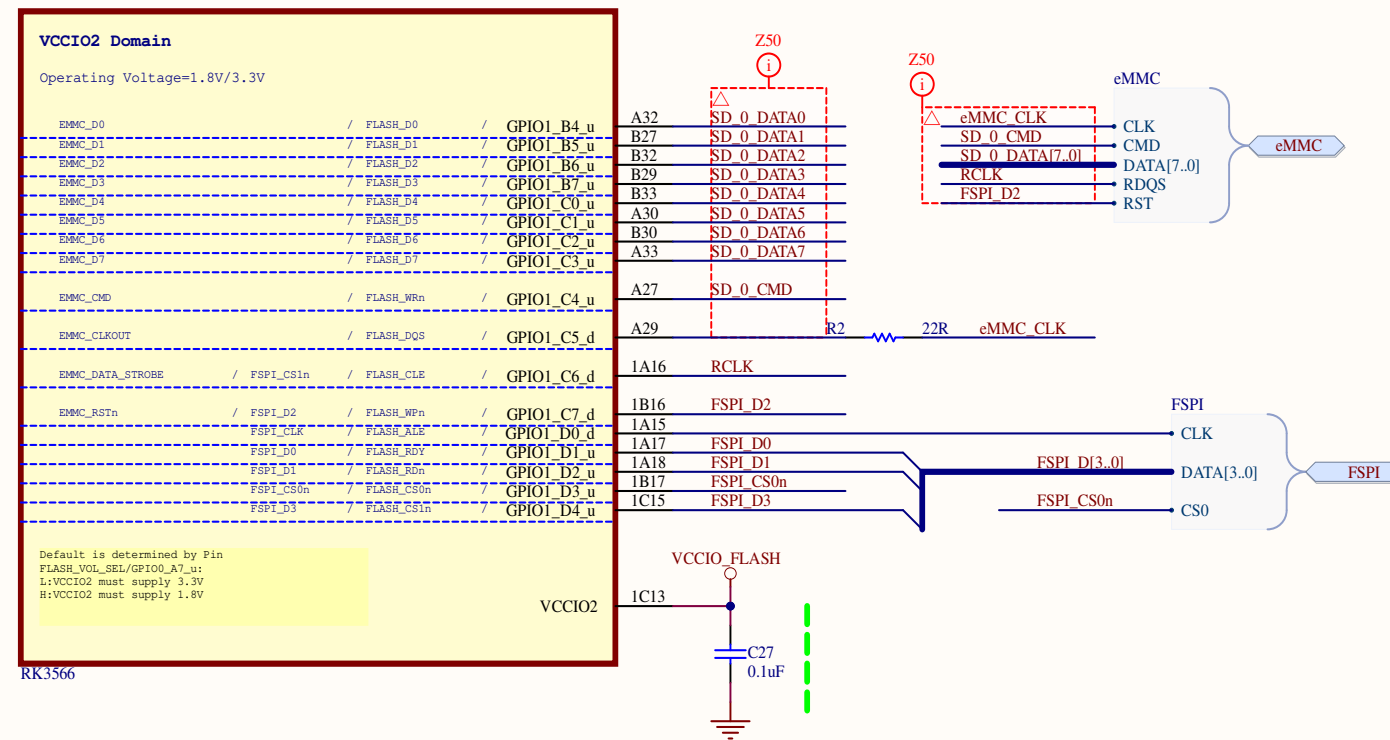 VCCIO2 Domain
Operating Voltage=1.8V/3.3V
EMMC_D0 / FLASH_D0 / GPIO1_B4_u A32 SD_0_DATA0
EMMC_D1 / FLASH_D1 / GPIO1_B5_u B27 SD_0_DATA1
EMMC_D2 / FLASH_D2 / GPIO1_B6_u B32 SD_0_DATA2
EMMC_D3 / FLASH_D3 / GPIO1_B7_u B29 SD_0_DATA3
EMMC_D4 / FLASH_D4 / GPIO1_C0_u B33 SD_0_DATA4
EMMC_D5 / FLASH_D5 / GPIO1_C1_u A30 SD_0_DATA5
EMMC_D6 / FLASH_D6 / GPIO1_C2_u B30 SD_0_DATA6
EMMC_D7 / FLASH_D7 / GPIO1_C3_u A33 SD_0_DATA7
EMMC_CMD / FLASH_WRn / GPIO1_C4_u A27 SD_0_CMD
EMMC_CLKOUT / FLASH_DQS / GPIO1_C5_d A29 R2 22R eMMC_CLK
EMMC_DATA_STROBE / FSPI_CS1n / FLASH_CLE / GPIO1_C6_d 1A16 RCLK
EMMC_RSTn / FSPI_D2 / FLASH_WPn / GPIO1_C7_d 1B16 FSPI_D2
FSPI_CLK / FLASH_ALE / GPIO1_D0_d 1A15
FSPI_D0 / FLASH_RDY / GPIO1_D1_u 1A17 FSPI_D0
FSPI_D1 / FLASH_RDn / GPIO1_D2_u 1A18 FSPI_D1
FSPI_CS0n / FLASH_CS0n / GPIO1_D3_u 1B17 FSPI_CS0n
FSPI_D3 / FLASH_CS1n / GPIO1_D4_u 1C15 FSPI_D3
Default is determined by Pin
FLASH_VOL_SEL/GPIO0_A7_u:
L:VCCIO2 must supply 3.3V
H:VCCIO2 must supply 1.8V
VCCIO2 1C13
RK3566
Z50
i
Z50
i
eMMC
eMMC_CLK CLK
SD_0_CMD CMD
SD_0_DATA[7..0] DATA[7..0]
RCLK RDQS
FSPI_D2 RST
eMMC
FSPI
CLK
FSPI_D[3..0] DATA[3..0]
FSPI_CS0n CS0
FSPI
VCCIO_FLASH
C27
0.1uF